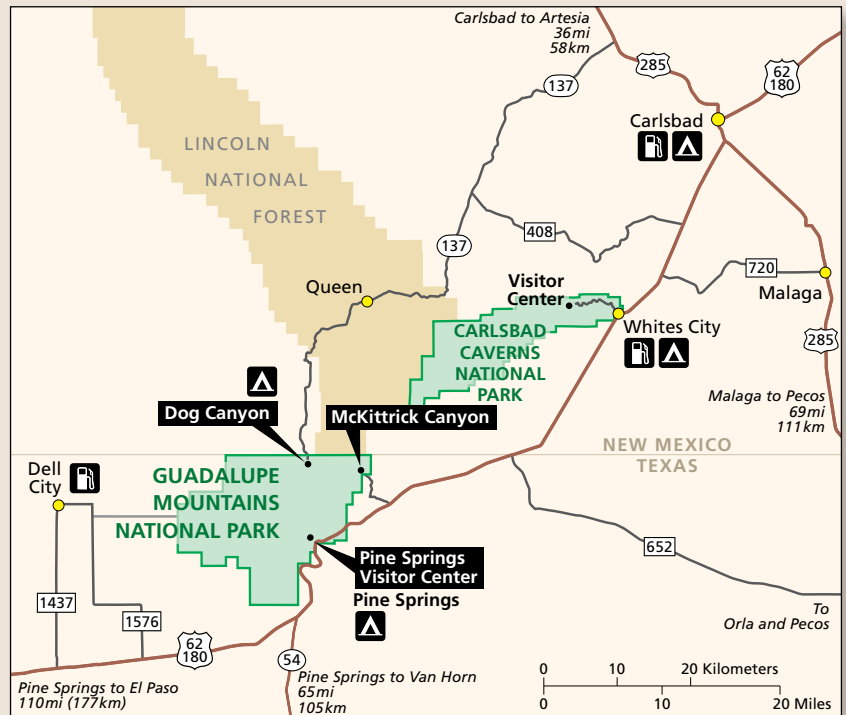 Carlsbad to Artesia
36mi
58km
285
62
180
137
Carlsbad
LINCOLN
NATIONAL
FOREST
408
137
720
Queen
Visitor
Center
Malaga
Whites City
CARLSBAD
CAVERNS
NATIONAL
PARK
285
Malaga to Pecos
69mi
111km
Dog Canyon
McKittrick Canyon
NEW MEXICO
TEXAS
Dell
City
GUADALUPE
MOUNTAINS
NATIONAL PARK
652
Pine Springs
Visitor Center
Pine Springs
1437
1576
62
180
54
To
Orla and Pecos
Pine Springs to El Paso
110mi (177km)
Pine Springs to Van Horn
65mi
105km
0 10 20 Kilometers
0 10 20 Miles